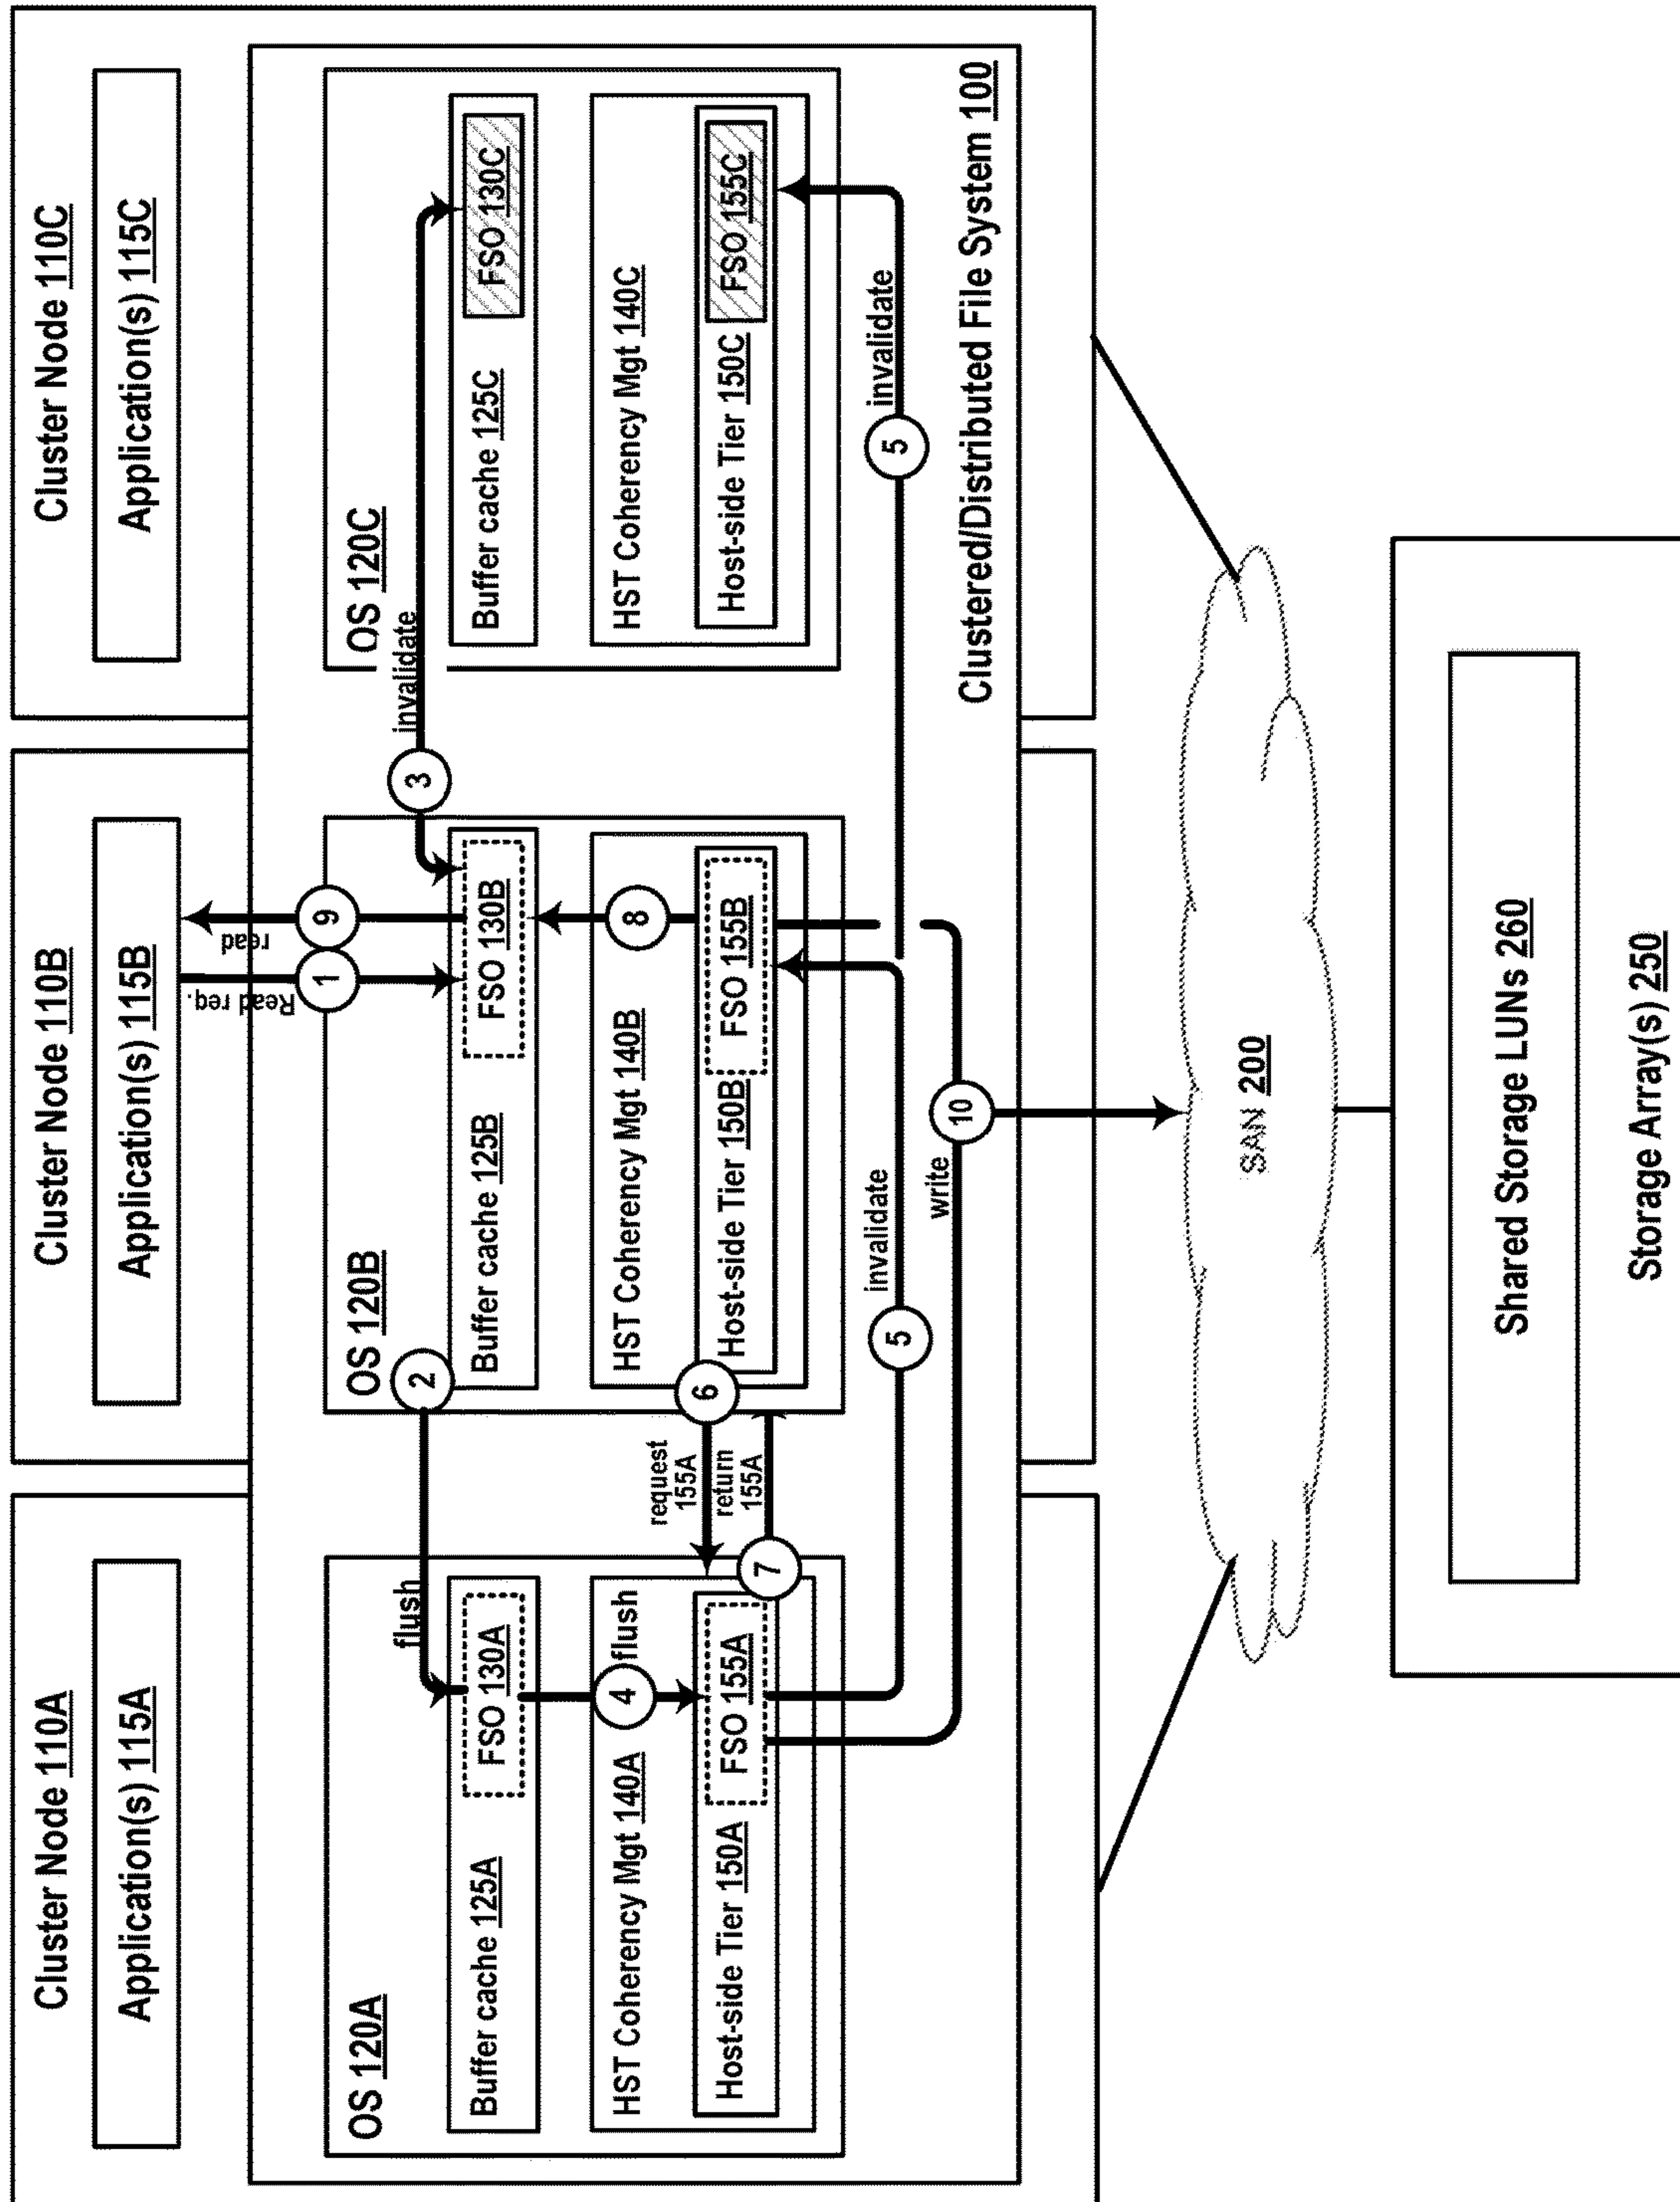 Cluster Node 110A
Application(s) 115A
OS 120A
flush
Buffer cache 125A
FSO 130A
HST Coherency Mgt 140A
4
flush
Host-side Tier 150A
FSO 155A
7
2
request
155A
return
155A
6
Cluster Node 110B
Application(s) 115B
Read req.
1
read
9
OS 120B
Buffer cache 125B
FSO 130B
HST Coherency Mgt 140B
8
Host-side Tier 150B
FSO 155B
5
invalidate
write
10
3
invalidate
Cluster Node 110C
Application(s) 115C
OS 120C
Buffer cache 125C
FSO 130C
HST Coherency Mgt 140C
Host-side Tier 150C
FSO 155C
5
invalidate
Clustered/Distributed File System 100
SAN 200
Shared Storage LUNs 260
Storage Array(s) 250